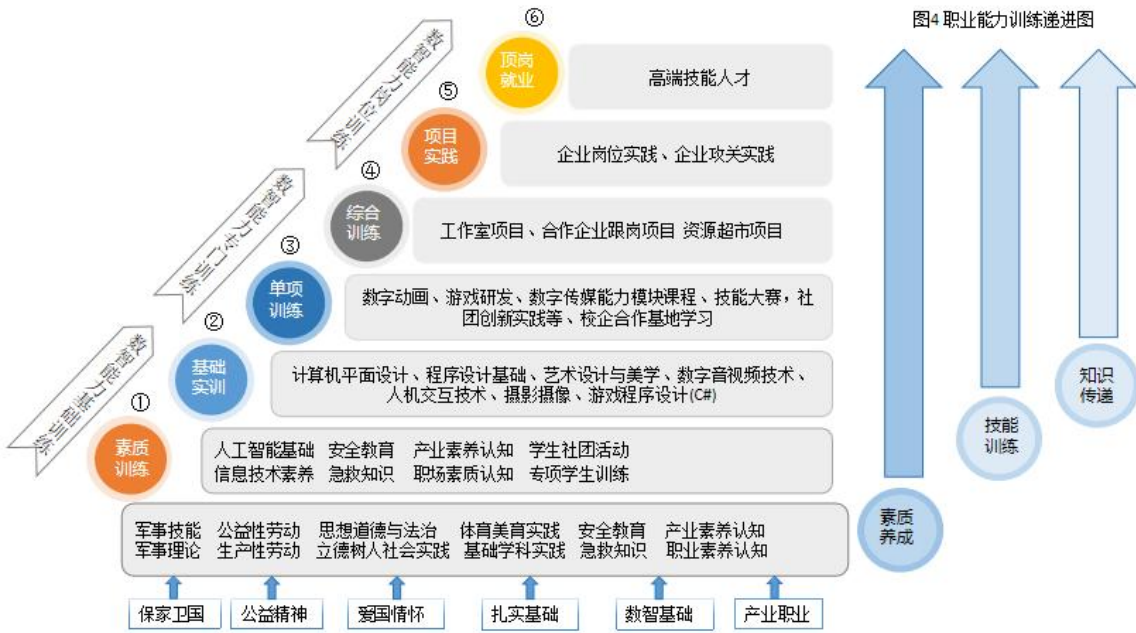 图4 职业能力训练递进图
⑥
顶岗
就业
高端技能人才
数智能力岗位训练
⑤
项目
实践
企业岗位实践、企业攻关实践
④
综合
训练
工作室项目、合作企业跟岗项目 资源超市项目
数智能力专门训练
③
单项
训练
数字动画、游戏研发、数字传媒能力模块课程、技能大赛，社
团创新实践等、校企合作基地学习
②
基础
实训
计算机平面设计、程序设计基础、艺术设计与美学、数字音视频技术、
人机交互技术、摄影摄像、游戏程序设计(C#)
数智能力基础训练
①
素质
训练
人工智能基础 安全教育 产业素养认知 学生社团活动
信息技术素养 急救知识 职场素质认知 专项学生训练
军事技能 公益性劳动 思想道德与法治 体育美育实践 安全教育 产业素养认知
军事理论 生产性劳动 立德树人社会实践 基础学科实践 急救知识 职业素养认知
保家卫国 公益精神 爱国情怀 扎实基础 数智基础 产业职业
素质
养成
技能
训练
知识
传递